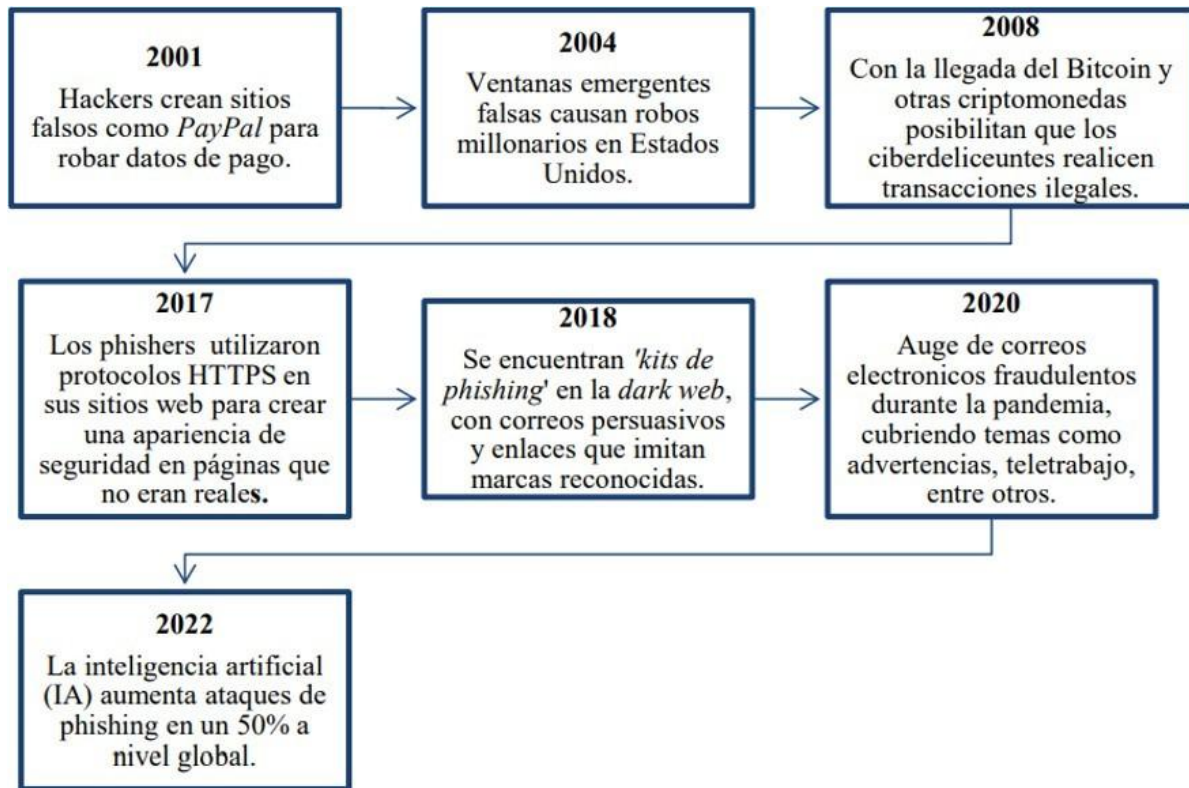 2001
Hackers crean sitios
falsos como PayPal para
robar datos de pago.
2004
Ventanas emergentes
falsas causan robos
millonarios en Estados
Unidos.
2008
Con la llegada del Bitcoin y
otras criptomonedas
posibilitan que los
ciberdeliceuntes realicen
transacciones ilegales.
2017
Los phishers utilizaron
protocolos HTTPS en
sus sitios web para crear
una apariencia de
seguridad en páginas que
no eran reales.
2018
Se encuentran 'kits de
phishing' en la dark web,
con correos persuasivos
y enlaces que imitan
marcas reconocidas.
2020
Auge de correos
electronicos fraudulentos
durante la pandemia,
cubriendo temas como
advertencias, teletrabajo,
entre otros.
2022
La inteligencia artificial
(IA) aumenta ataques de
phishing en un 50% a
nivel global.